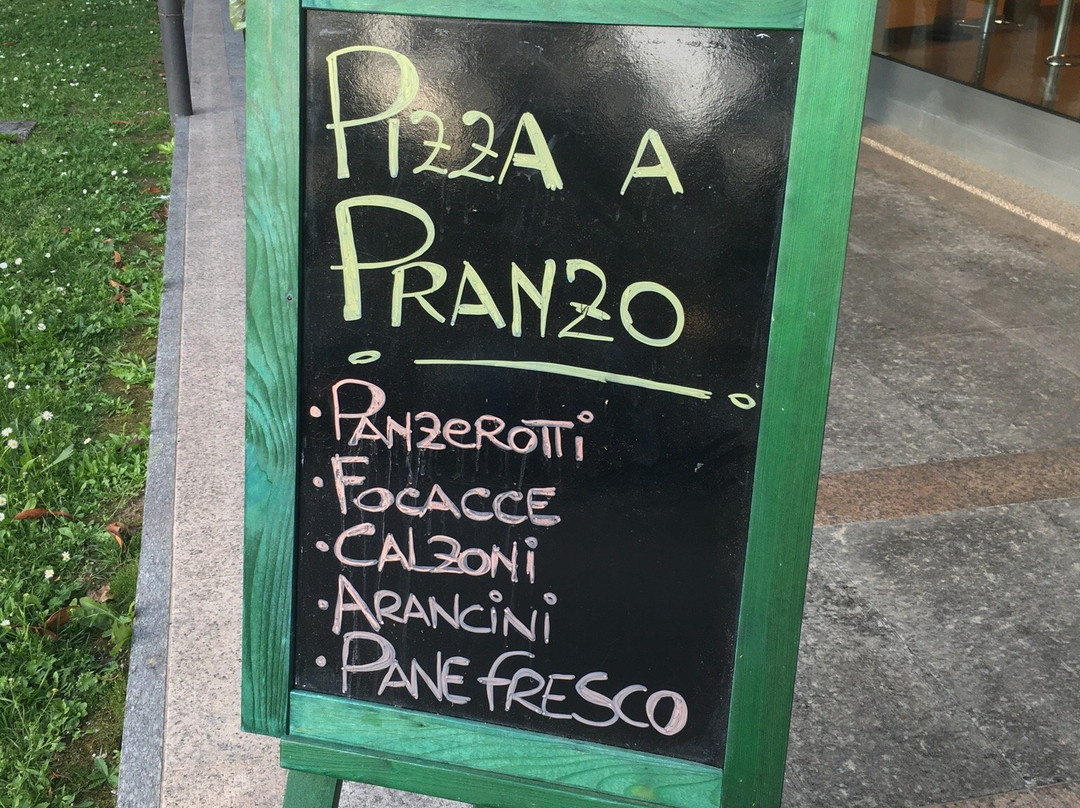 PIZZA A
PRANZO
• PANZEROTTi
• FOCACCE
• CALZONi
• ARANCiNi
• PANE fRESCO